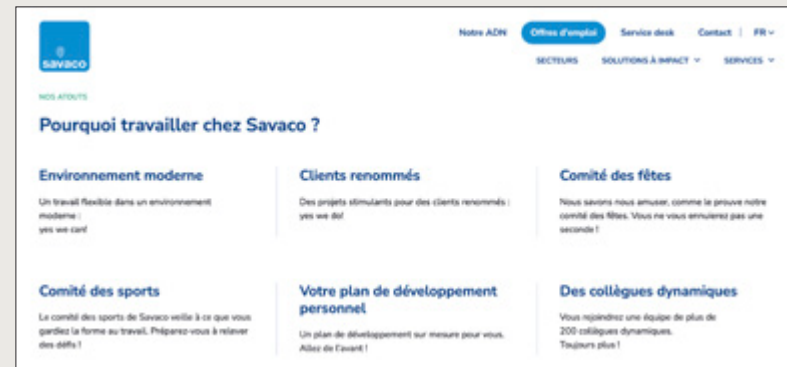 Notre ADN Offres d'emploi Service desk Contact | FR
savaco
SECTEURS SOLUTIONS À IMPACT SERVICES
NOS ATOUTS
Pourquoi travailler chez Savaco ?
Environnement moderne
Un travail flexible dans un environnement
moderne :
yes we can!
Clients renommés
Des projets stimulants pour des clients renommés :
yes we do!
Comité des fêtes
Nous savons nous amuser, comme le prouve notre
comité des fêtes. Vous ne vous ennuierez pas une
seconde !
Comité des sports
Le comité des sports de Savaco veille à ce que vous
gardiez la forme au travail. Préparez-vous à relever
des défis !
Votre plan de développement
personnel
Un plan de développement sur mesure pour vous.
Allez de l'avant !
Des collègues dynamiques
Vous rejoindrez une équipe de plus de
200 collègues dynamiques.
Toujours plus !